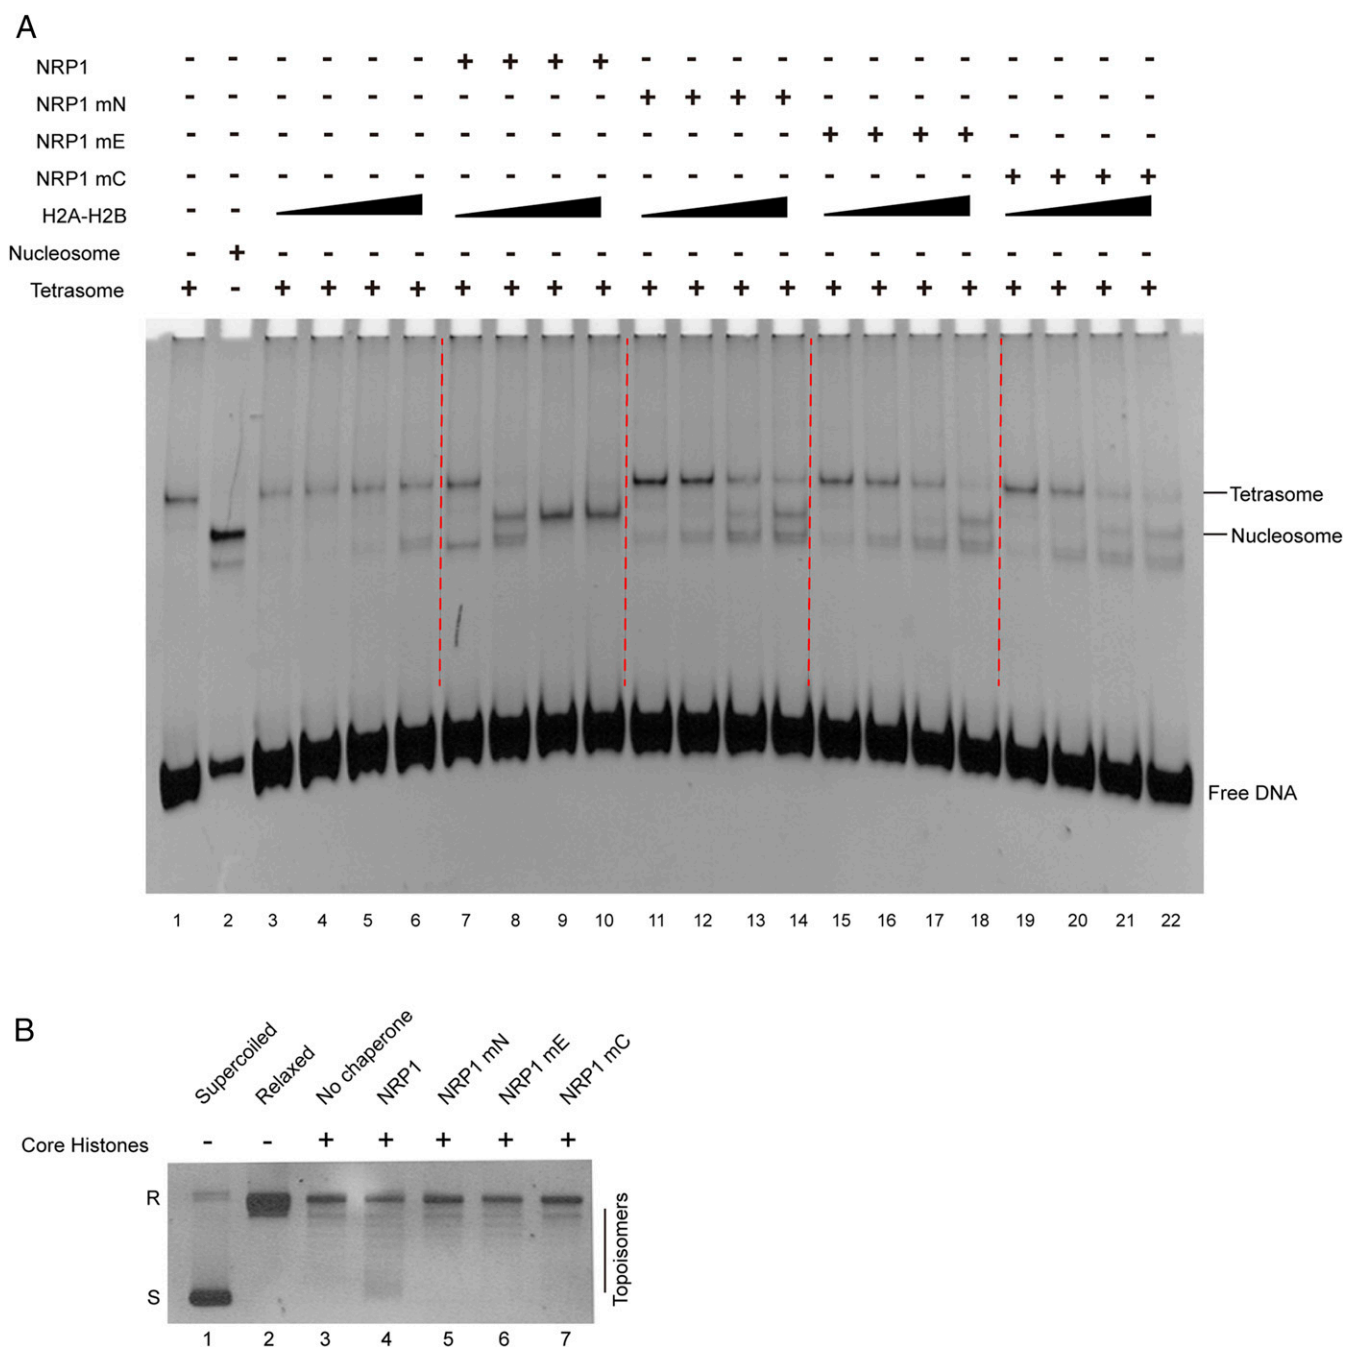 A
NRP1 - - - - - - + + + + - - - - - - - - - - - -
NRP1 mN - - - - - - - - - - + + + + - - - - - - - -
NRP1 mE - - - - - - - - - - - - - - + + + + - - - -
NRP1 mC - - - - - - - - - - - - - - - - - - + + + +
H2A-H2B - -
Nucleosome - + - - - - - - - - - - - - - - - - - - - -
Tetrasome + - + + + + + + + + + + + + + + + + + + + +
Tetrasome
Nucleosome
Free DNA
1 2 3 4 5 6 7 8 9 10 11 12 13 14 15 16 17 18 19 20 21 22
B
Supercoiled Relaxed No chaperone NRP1 NRP1 mN NRP1 mE NRP1 mC
Core Histones - - + + + + +
R
S
Topoisomers
1 2 3 4 5 6 7